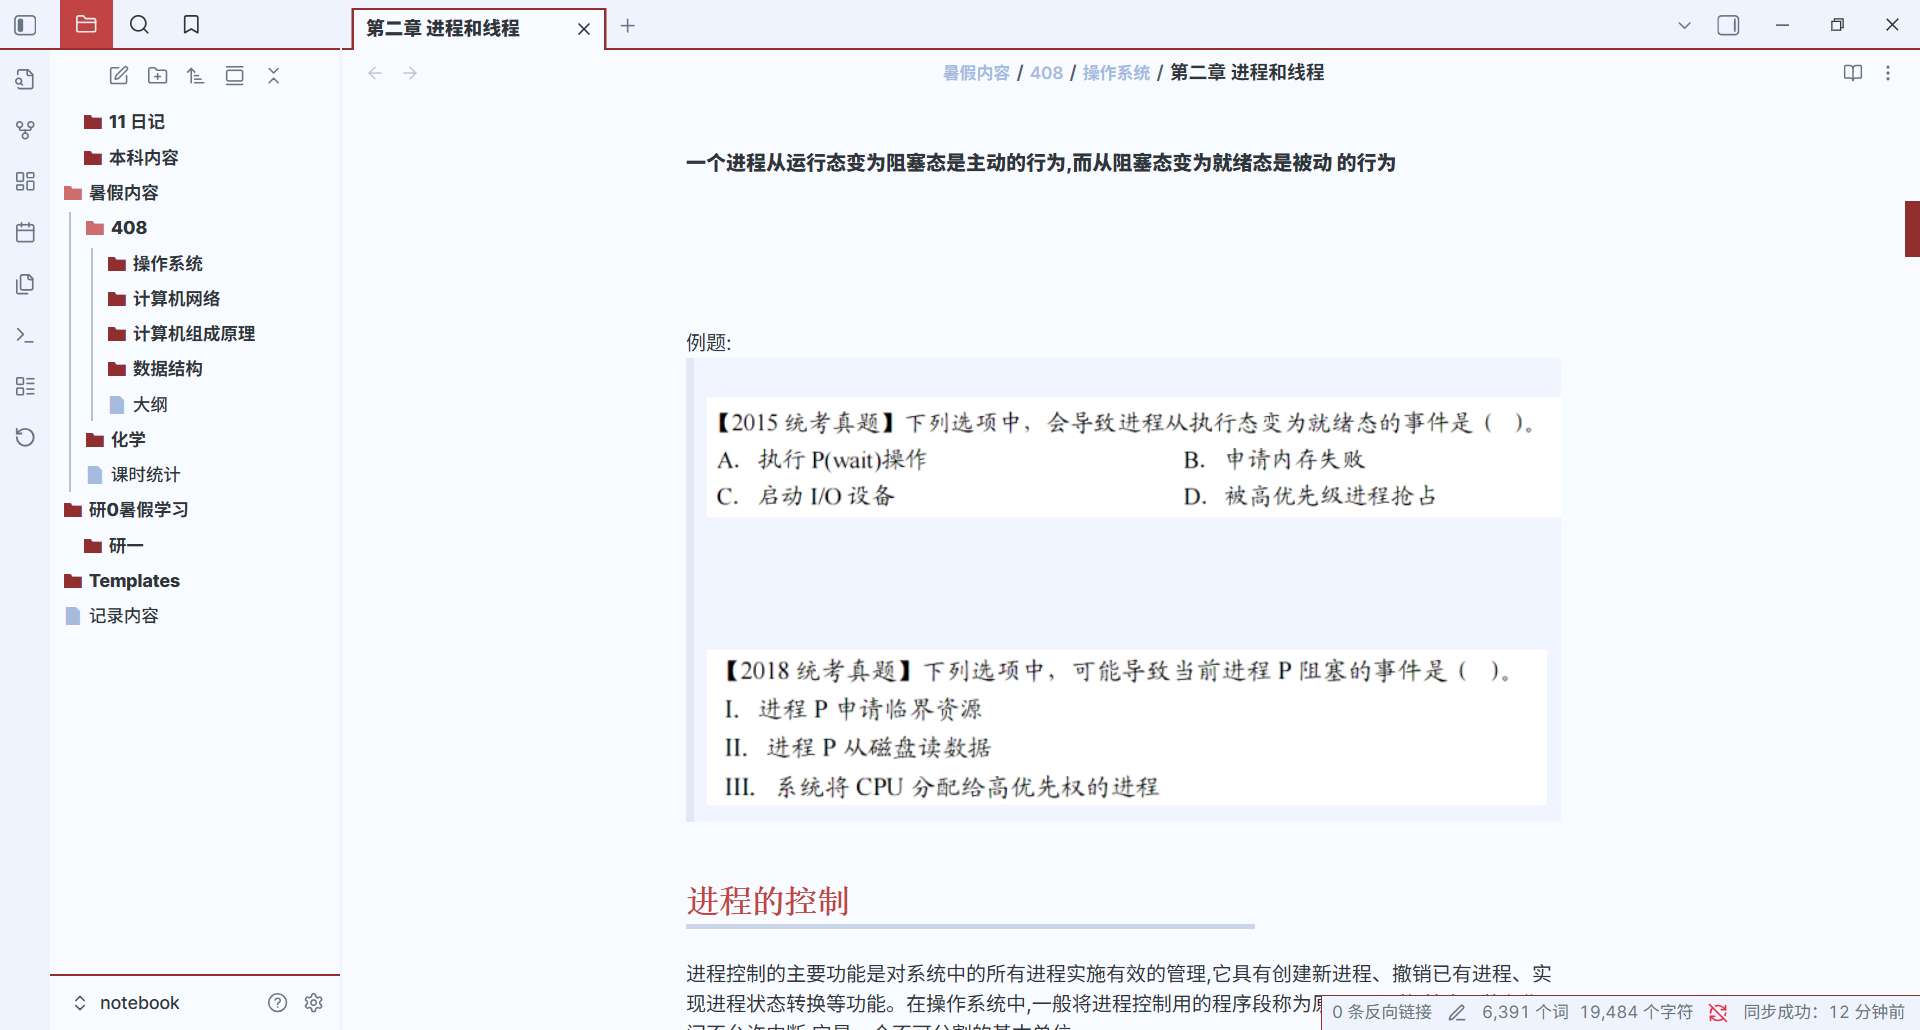 第二章 进程和线程
暑假内容 / 408 / 操作系统 / 第二章 进程和线程
11 日记
本科内容
暑假内容
408
操作系统
计算机网络
计算机组成原理
数据结构
大纲
化学
课时统计
研0暑假学习
研一
Templates
记录内容
notebook
一个进程从运行态变为阻塞态是主动的行为,而从阻塞态变为就绪态是被动 的行为
例题:
【2015 统考真题】下列选项中，会导致进程从执行态变为就绪态的事件是（ ）。
A. 执行 P(wait)操作 B. 申请内存失败
C. 启动 I/O 设备 D. 被高优先级进程抢占
【2018 统考真题】下列选项中，可能导致当前进程 P 阻塞的事件是（ ）。
I. 进程 P 申请临界资源
II. 进程 P 从磁盘读数据
III. 系统将 CPU 分配给高优先权的进程
进程的控制
进程控制的主要功能是对系统中的所有进程实施有效的管理,它具有创建新进程、撤销已有进程、实
现进程状态转换等功能。在操作系统中,一般将进程控制用的程序段称为
0 条反向链接 6,391 个词 19,484 个字符 同步成功：12 分钟前